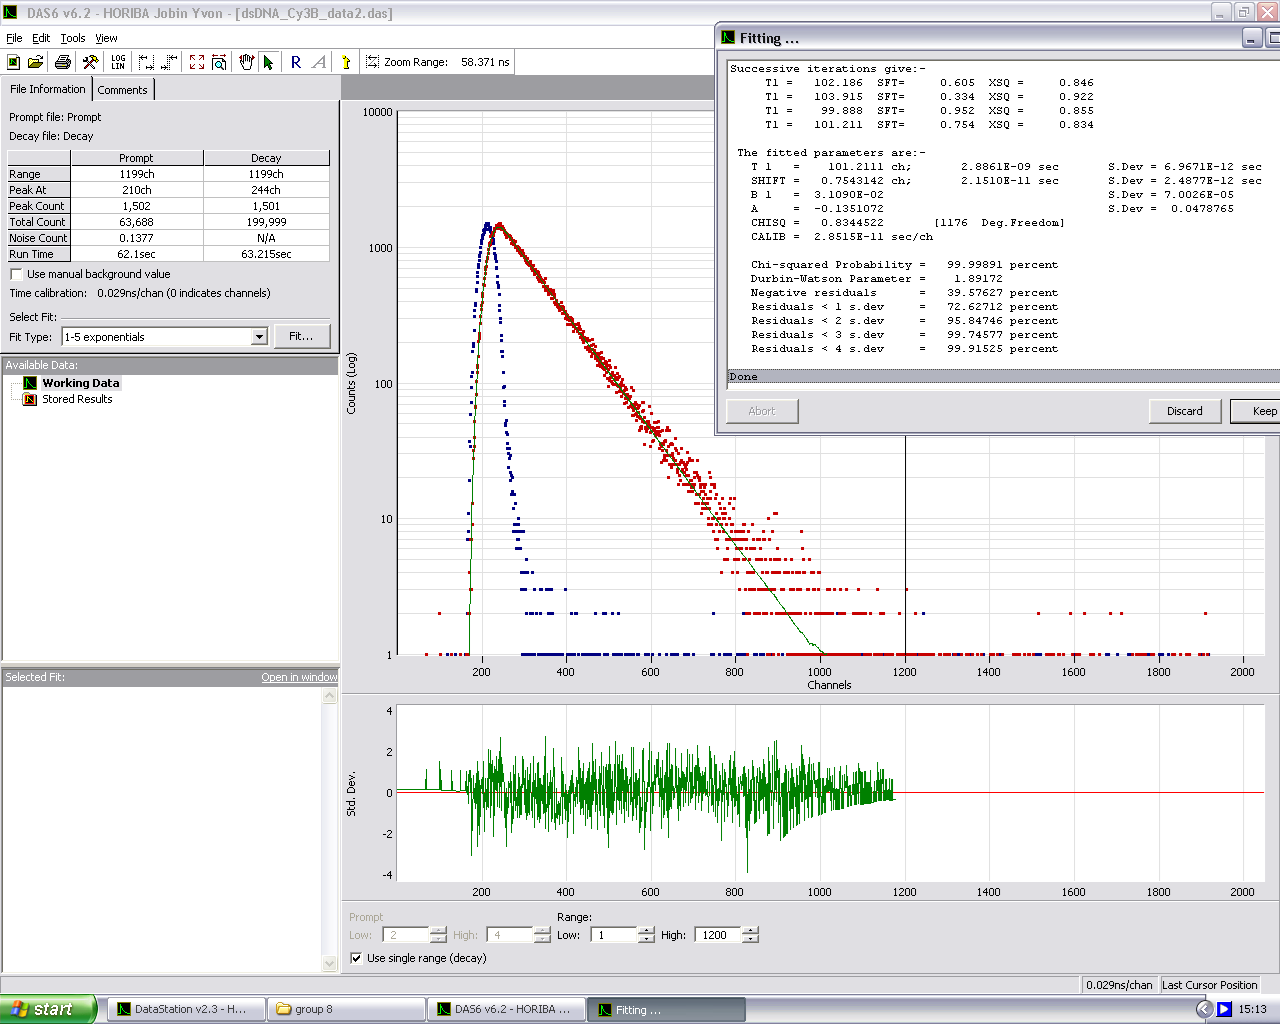 DAS6 v6.2 - HORIBA Jobin Yvon - [dsDNA_Cy3B_data2.das]
File Edit Tools View
LOG LIN R A Zoom Range: 58.371 ns
File Information Comments
Prompt file: Prompt
Decay file: Decay
Prompt Decay
Range 1199ch 1199ch
Peak At 210ch 244ch
Peak Count 1,502 1,501
Total Count 63,688 199,999
Noise Count 0.1377 N/A
Run Time 62.1sec 63.215sec
Use manual background value
Time calibration: 0.029ns/chan (0 indicates channels)
Select Fit:
Fit Type: 1-5 exponentials Fit...
Available Data:
Working Data
Stored Results
Selected Fit: Open in window
Fitting ...
Successive iterations give:-
T1 = 102.186 SFT= 0.605 XSQ = 0.846
T1 = 103.915 SFT= 0.334 XSQ = 0.922
T1 = 99.888 SFT= 0.952 XSQ = 0.855
T1 = 101.211 SFT= 0.754 XSQ = 0.834
The fitted parameters are:-
T 1 = 101.2111 ch; 2.8861E-09 sec S.Dev = 6.9671E-12 sec
SHIFT = 0.7543142 ch; 2.1510E-11 sec S.Dev = 2.4877E-12 sec
B 1 = 3.1090E-02 S.Dev = 7.0026E-05
A = -0.1351072 S.Dev = 0.0478765
CHISQ = 0.8344522 [1176 Deg.Freedom]
CALIB = 2.8515E-11 sec/ch
Chi-squared Probability = 99.99891 percent
Durbin-Watson Parameter = 1.89172
Negative residuals = 39.57627 percent
Residuals < 1 s.dev = 72.62712 percent
Residuals < 2 s.dev = 95.84746 percent
Residuals < 3 s.dev = 99.74577 percent
Residuals < 4 s.dev = 99.91525 percent
Done
Abort Discard Keep
10000
1000
100
10
1
Counts (Log)
200 400 600 800 1000 1200 1400 1600 1800 2000
Channels
4
2
0
-2
-4
Std. Dev.
200 400 600 800 1000 1200 1400 1600 1800 2000
Prompt Range:
Low: 2 High: 4 Low: 1 High: 1200
Use single range (decay)
0.029ns/chan Last Cursor Position
start DataStation v2.3 - H... group 8 DAS6 v6.2 - HORIBA ... Fitting ... 15:13